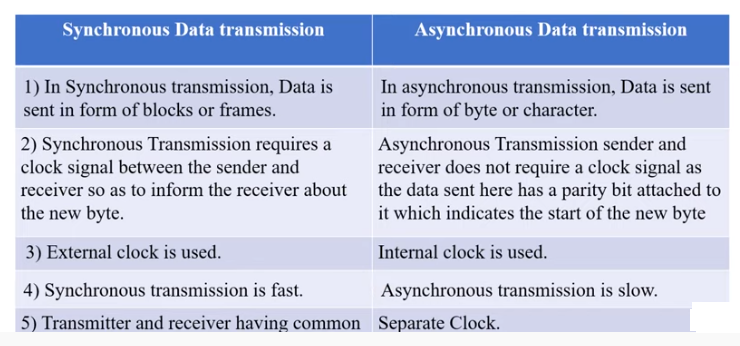 Synchronous Data transmission
Asynchronous Data transmission
1) In Synchronous transmission, Data is
sent in form of blocks or frames.
In asynchronous transmission, Data is sent
in form of byte or character.
2) Synchronous Transmission requires a
clock signal between the sender and
receiver so as to inform the receiver about
the new byte.
Asynchronous Transmission sender and
receiver does not require a clock signal as
the data sent here has a parity bit attached to
it which indicates the start of the new byte
3) External clock is used.
Internal clock is used.
4) Synchronous transmission is fast.
Asynchronous transmission is slow.
5) Transmitter and receiver having common
Separate Clock.